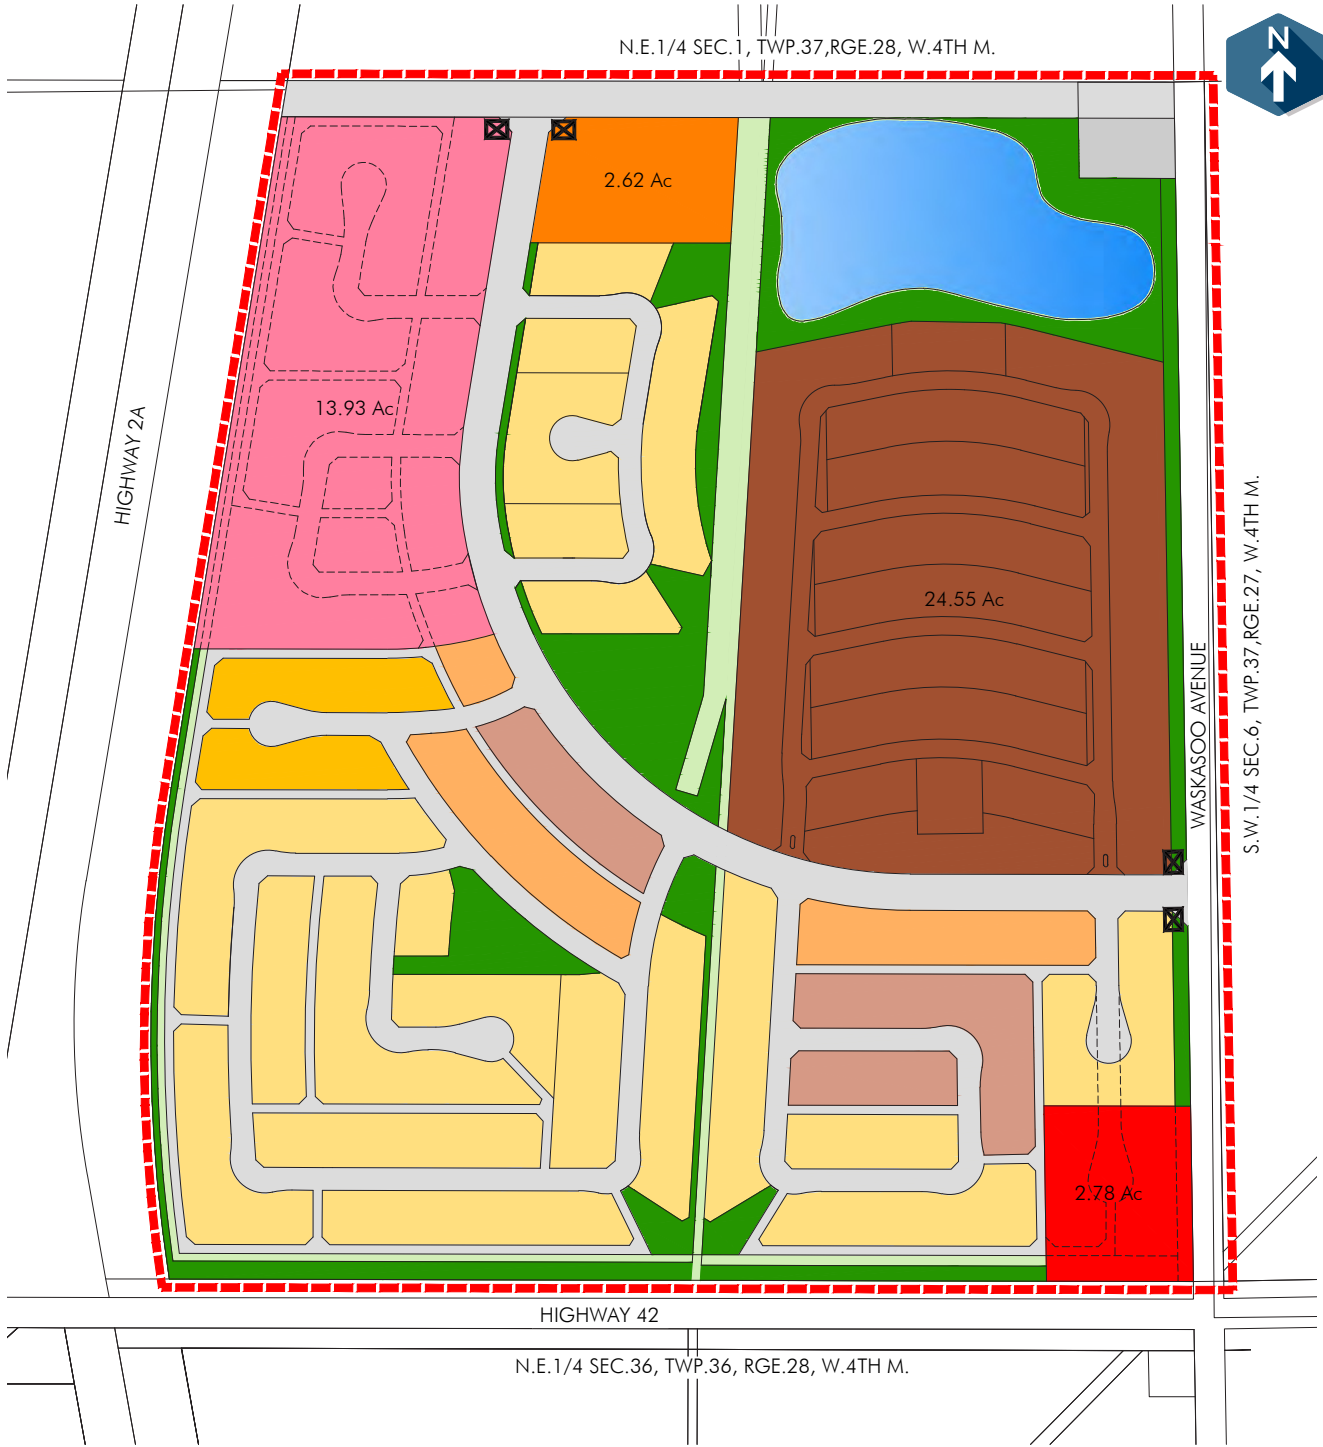 N
N.E.1/4 SEC.1, TWP.37,RGE.28, W.4TH M.
2.62 Ac
13.93 Ac
HIGHWAY 2A
24.55 Ac
WASKASOO AVENUE
S.W.1/4 SEC.6, TWP.37,RGE.27, W.4TH M.
2.78 Ac
HIGHWAY 42
N.E.1/4 SEC.36, TWP.36, RGE.28, W.4TH M.